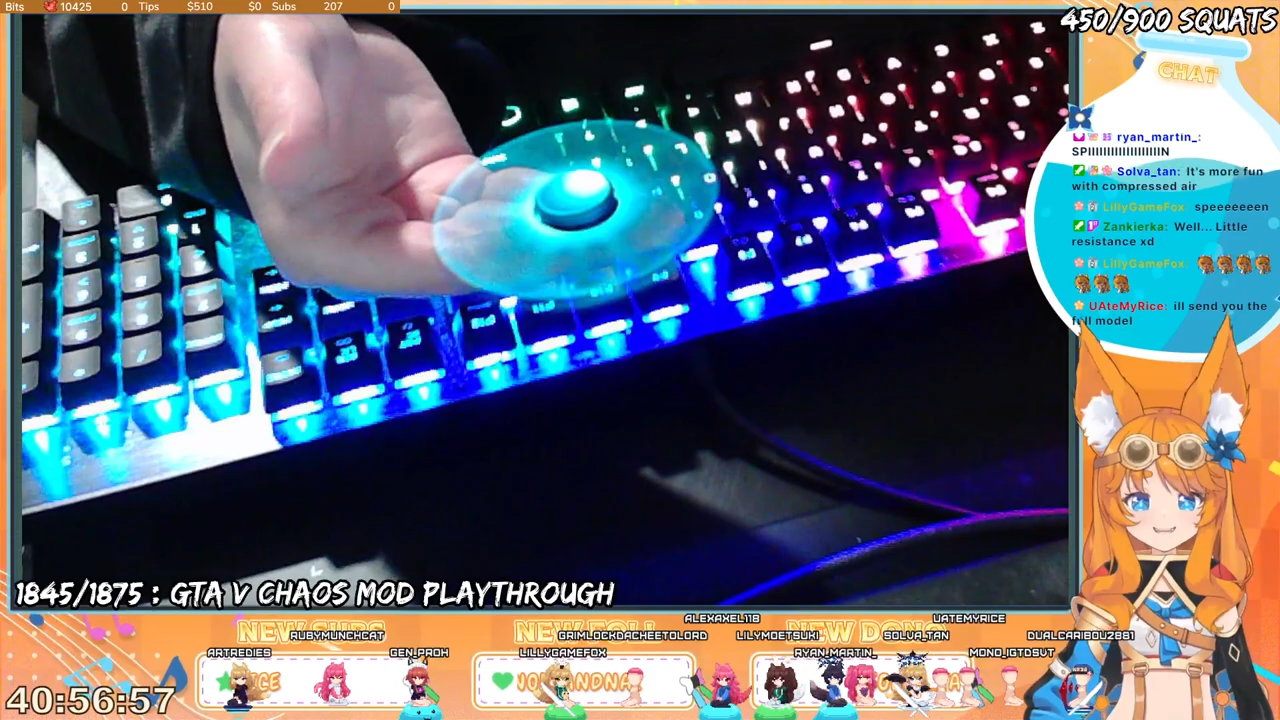 Bits 10425 0 Tips $510 $0 Subs 207 0
450/900 SQUATS
CHAT
ryan_martin_:
SPIIIIIIIIIIIIIIIIIIN
Solva_tan: It's more fun
with compressed air
LillyGameFox: speeeeeeen
Zankierka: Well... Little
resistance xd
LillyGameFox:
UAteMyRice: ill send you the
full model
1845/1875 : GTA V CHAOS MOD PLAYTHROUGH
ALEXAXEL118 UATEMYRICE
NEW SUBS NEW FOLL NEW DONO
RUBYMUNCHCAT GRIMLOCKDACHEETOLORD LILYMOETSUKI SOLVA_TAN DUALCARIBOU2881
ARTREDIES GEN_PROH LILLYGAMEFOX RYAN_MARTIN_ MONO_IGTDSVT
40:56:57